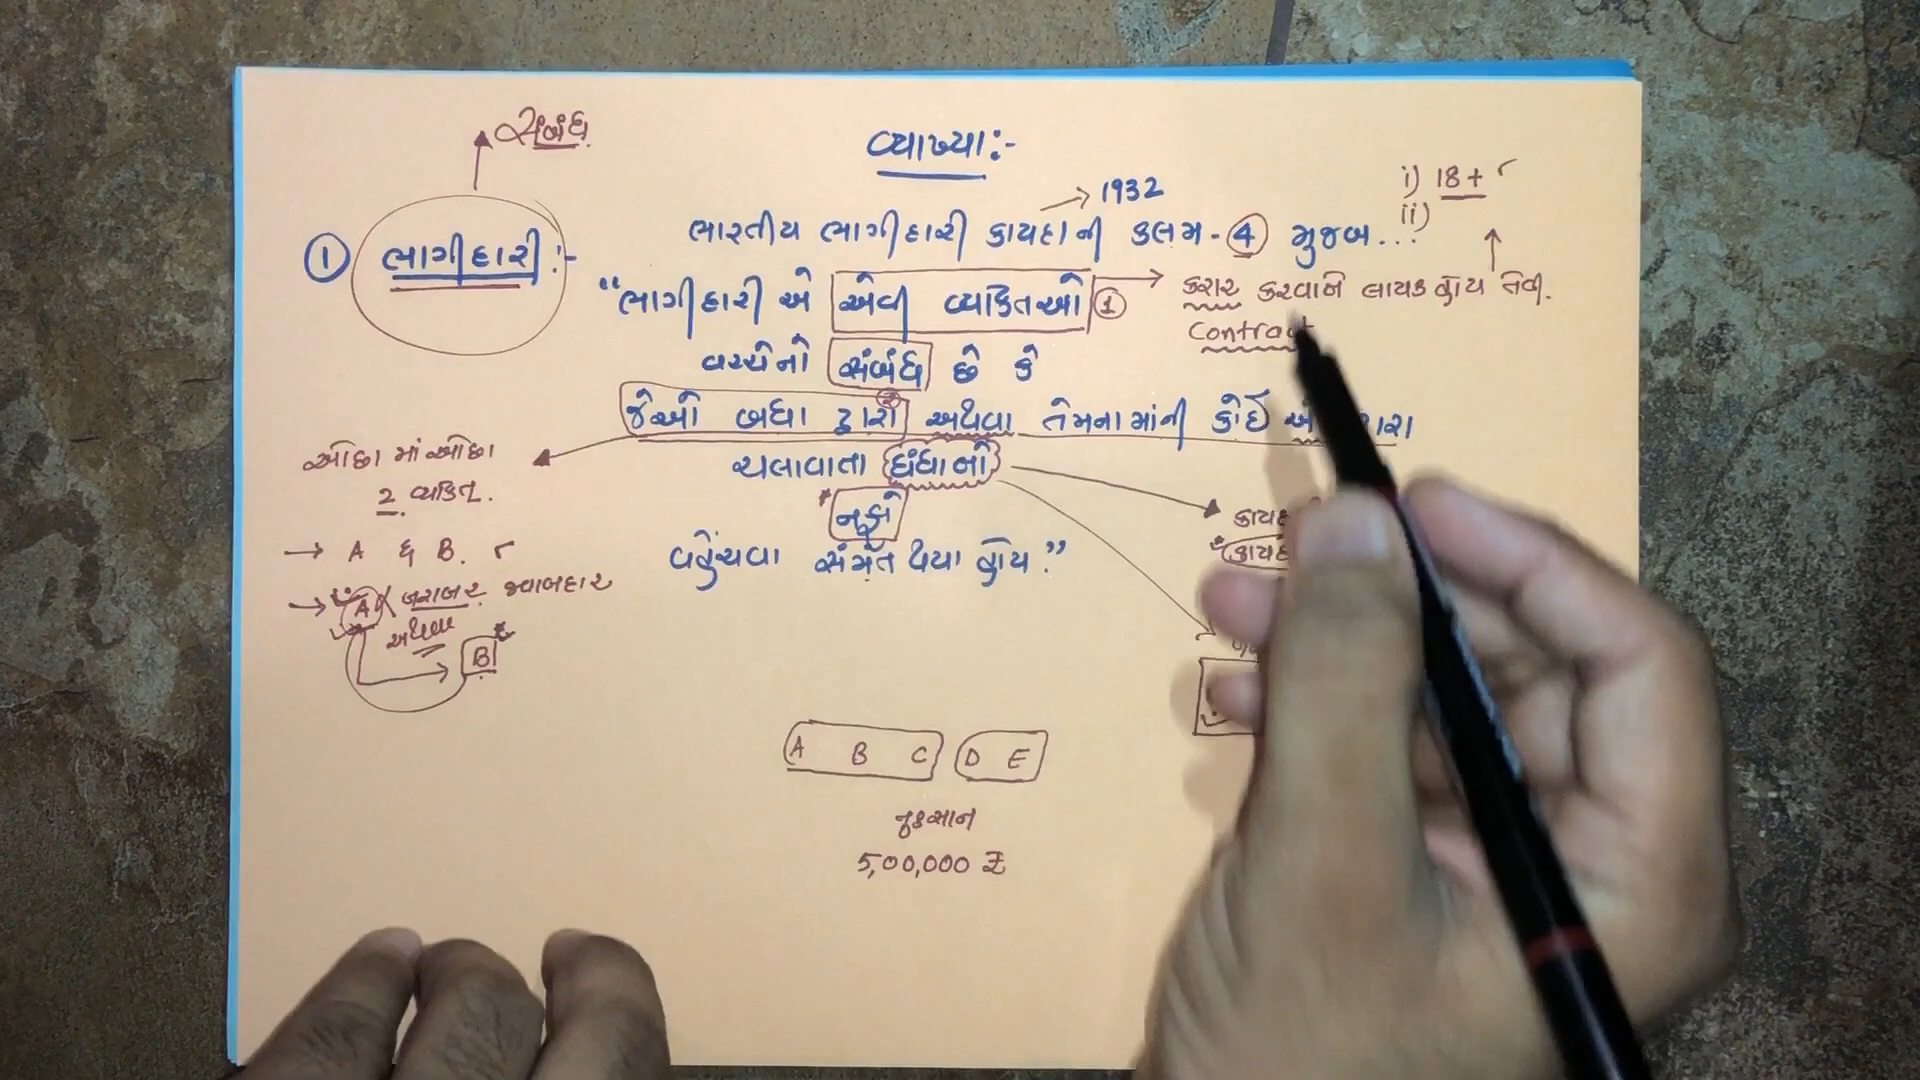 સંબંધ
વ્યાખ્યા:-
→ 1932
i) 18+
ii)
① ભાગીદારી:-
ભારતીય ભાગીદારી કાયદાની કલમ-④ મુજબ...
"ભાગીદારી એ એવી વ્યક્તિઓ ①
કરાર કરવાને લાયક હોય તેવી.
Contract
વચ્ચેનો સંબંધ છે કે
જેઓ બધા દ્વારા અથવા તેમનામાંની કોઈ
ચલાવાતા ધંધાનો
નફો
વહેંચવા સંમત થયા હોય."
ઓછામાં ઓછા
2 વ્યક્તિ.
→ A & B.
→ A બરાબર જવાબદાર
અથવા
B
A B C D E
નુકસાન
5,00,000 ₹